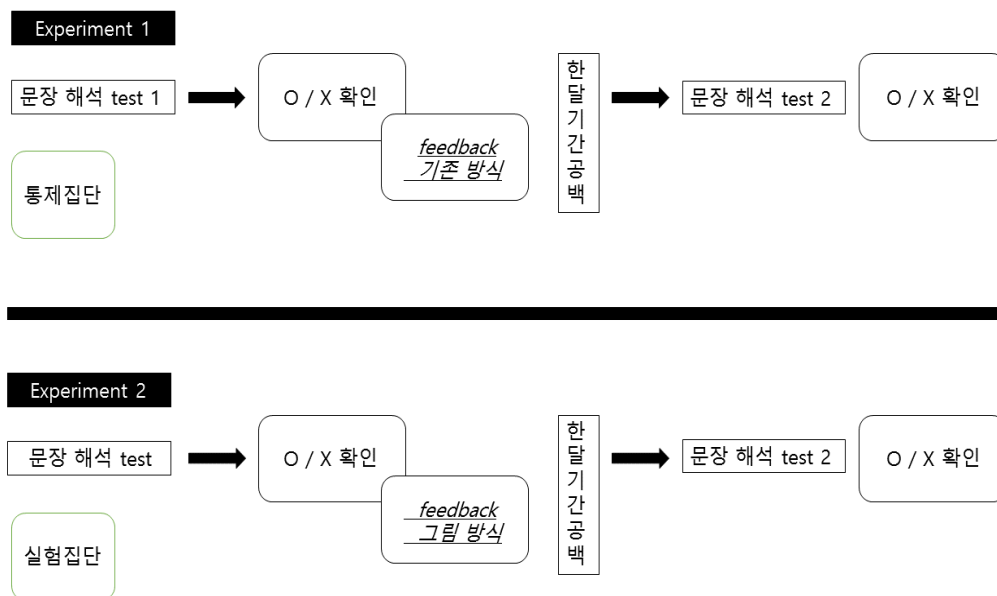 Experiment 1
문장 해석 test 1
O / X 확인
feedback
기존 방식
한달기간공백
문장 해석 test 2
O / X 확인
통제집단
Experiment 2
문장 해석 test
O / X 확인
feedback
그림 방식
한달기간공백
문장 해석 test 2
O / X 확인
실험집단